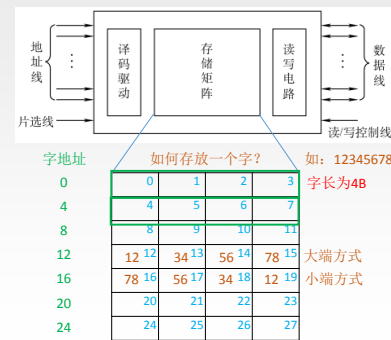 地址线
译码驱动
存储矩阵
读写电路
数据线
片选线
读/写控制线
字地址 如何存放一个字? 如: 12345678
0 0 1 2 3 字长为4B
4 4 5 6 7
8 8 9 10 11
12 12 12 34 13 56 14 78 15 大端方式
16 78 16 56 17 34 18 12 19 小端方式
20 20 21 22 23
24 24 25 26 27